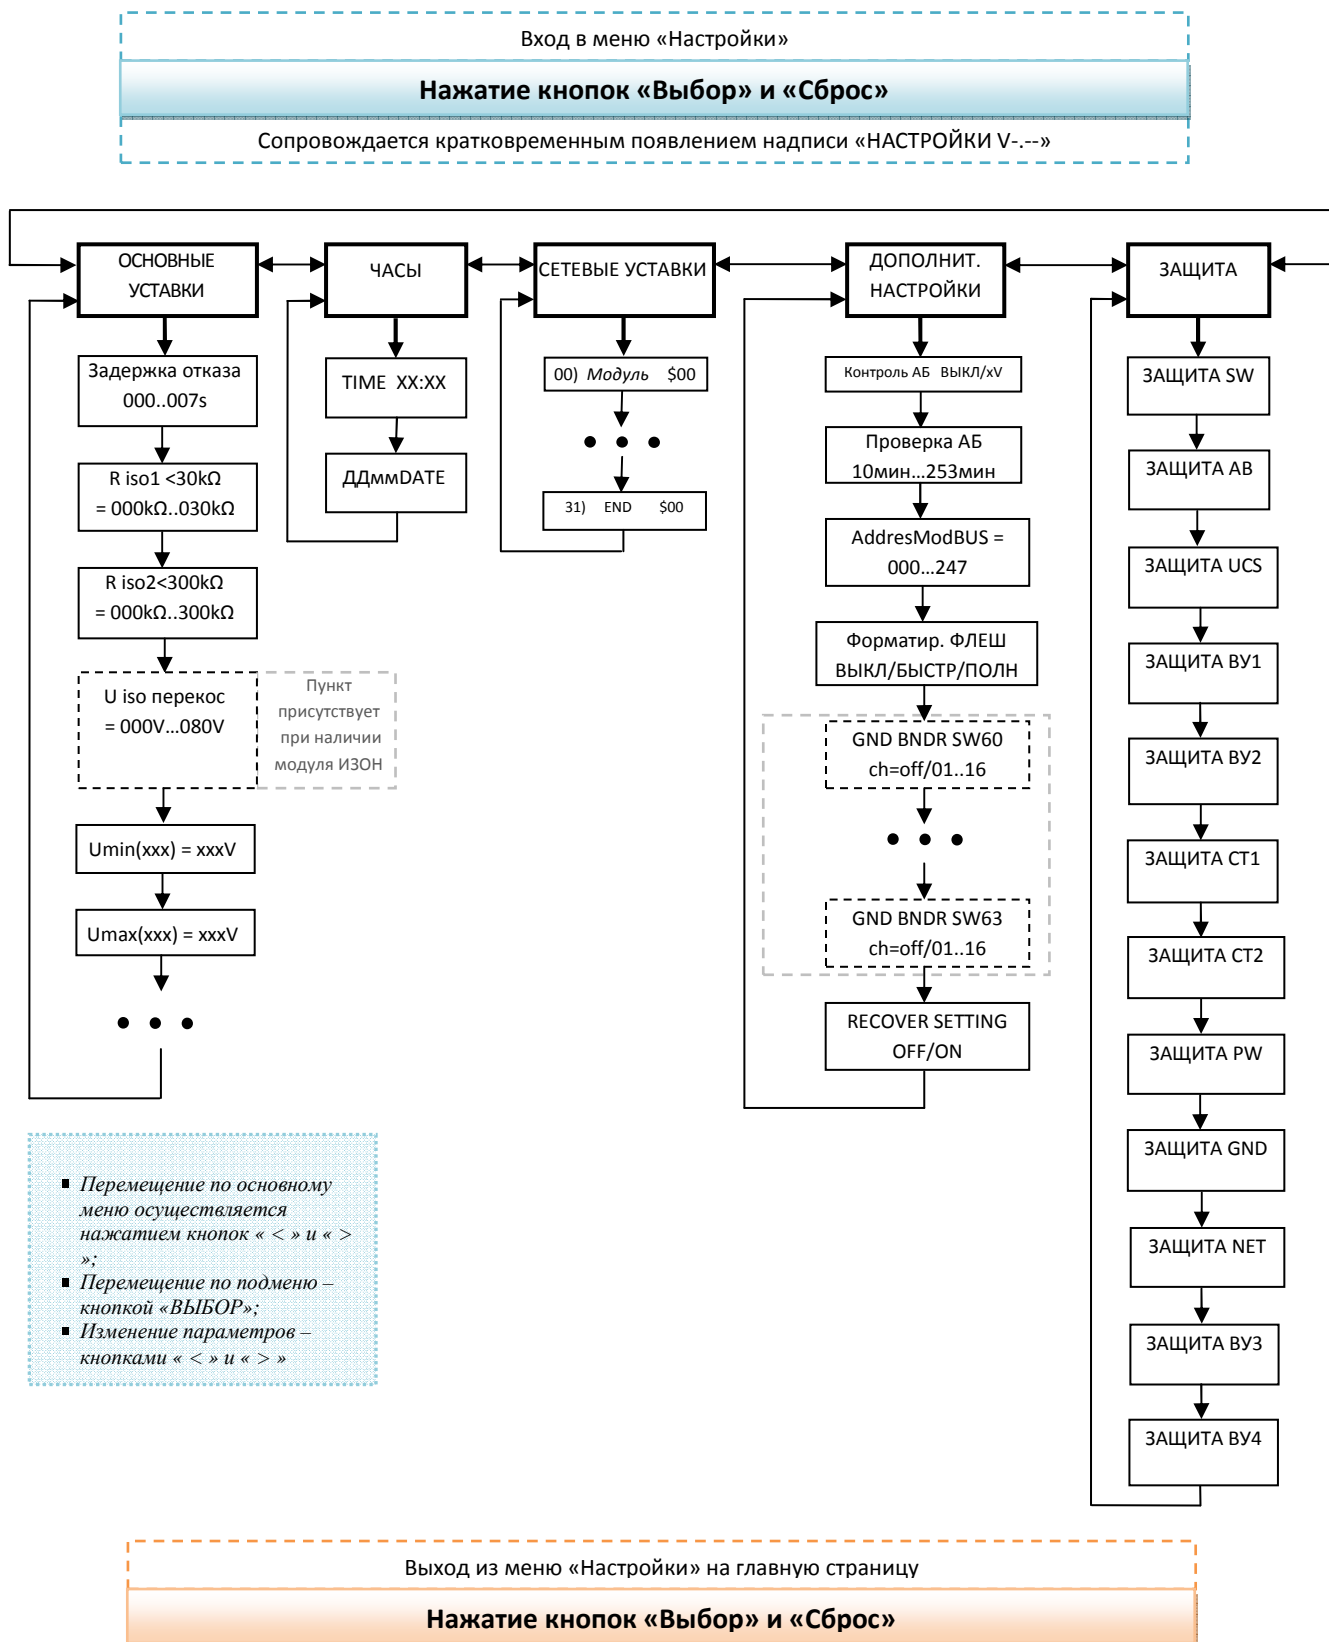 Вход в меню «Настройки»
Нажатие кнопок «Выбор» и «Сброс»
Сопровождается кратковременным появлением надписи «НАСТРОЙКИ V-.--»
ОСНОВНЫЕ
УСТАВКИ
ЧАСЫ
СЕТЕВЫЕ УСТАВКИ
ДОПОЛНИТ.
НАСТРОЙКИ
ЗАЩИТА
Задержка отказа
000..007s
R iso1 <30kΩ
= 000kΩ..030kΩ
R iso2<300kΩ
= 000kΩ..300kΩ
U iso перекос
= 000V...080V
Пункт
присутствует
при наличии
модуля ИЗОН
Umin(xxx) = xxxV
Umax(xxx) = xxxV
• • •
TIME XX:XX
ДДммDATE
00) Модуль $00
• • •
31) END $00
Контроль АБ ВЫКЛ/xV
Проверка АБ
10мин...253мин
AddresModBUS =
000...247
Форматир. ФЛЕШ
ВЫКЛ/БЫСТР/ПОЛН
GND BNDR SW60
ch=off/01..16
• • •
GND BNDR SW63
ch=off/01..16
RECOVER SETTING
OFF/ON
ЗАЩИТА SW
ЗАЩИТА АВ
ЗАЩИТА UCS
ЗАЩИТА ВУ1
ЗАЩИТА ВУ2
ЗАЩИТА СТ1
ЗАЩИТА СТ2
ЗАЩИТА PW
ЗАЩИТА GND
ЗАЩИТА NET
ЗАЩИТА ВУ3
ЗАЩИТА ВУ4
▪ Перемещение по основному
меню осуществляется
нажатием кнопок « < » и « >
»;
▪ Перемещение по подменю –
кнопкой «ВЫБОР»;
▪ Изменение параметров –
кнопками « < » и « > »
Выход из меню «Настройки» на главную страницу
Нажатие кнопок «Выбор» и «Сброс»